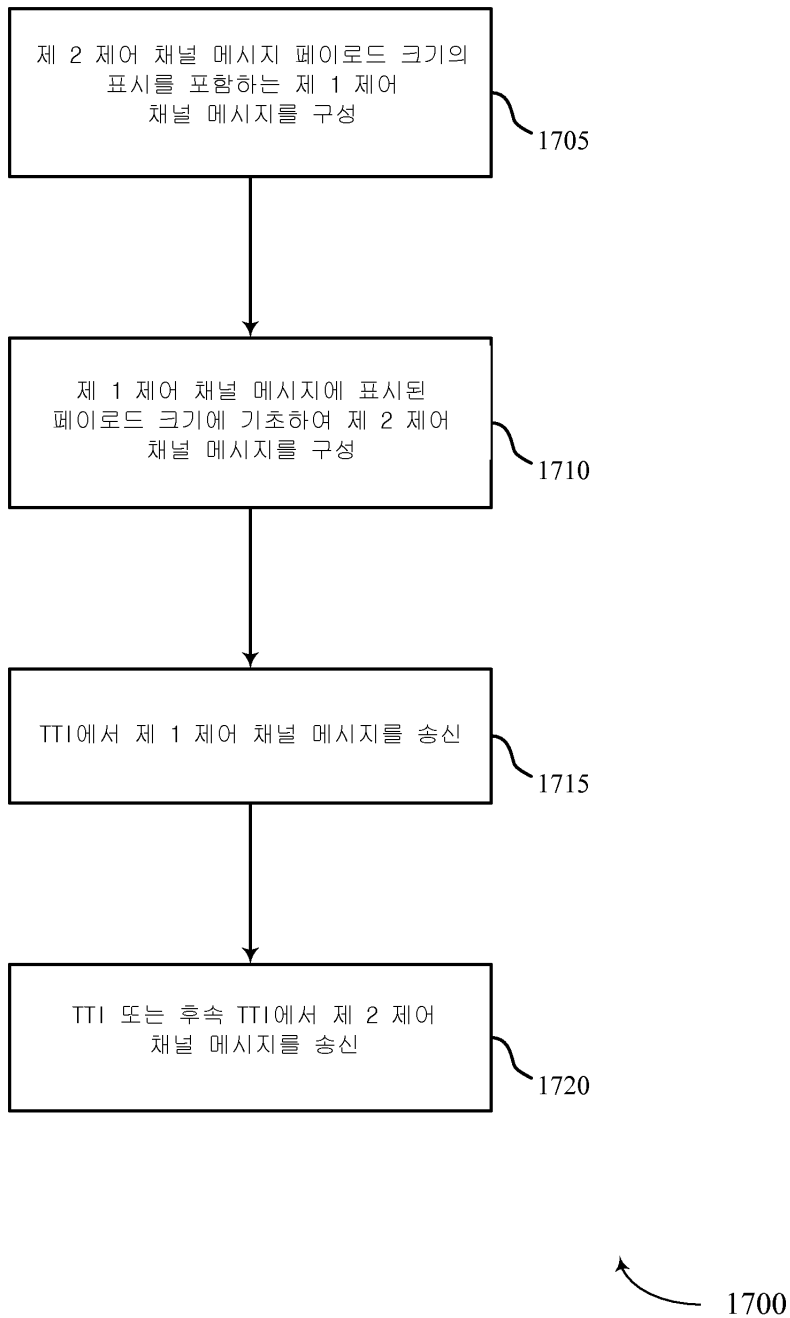 제 2 제어 채널 메시지 페이로드 크기의
표시를 포함하는 제 1 제어
채널 메시지를 구성
1705
제 1 제어 채널 메시지에 표시된
페이로드 크기에 기초하여 제 2 제어
채널 메시지를 구성
1710
TTI에서 제 1 제어 채널 메시지를 송신
1715
TTI 또는 후속 TTI에서 제 2 제어
채널 메시지를 송신
1720
1700